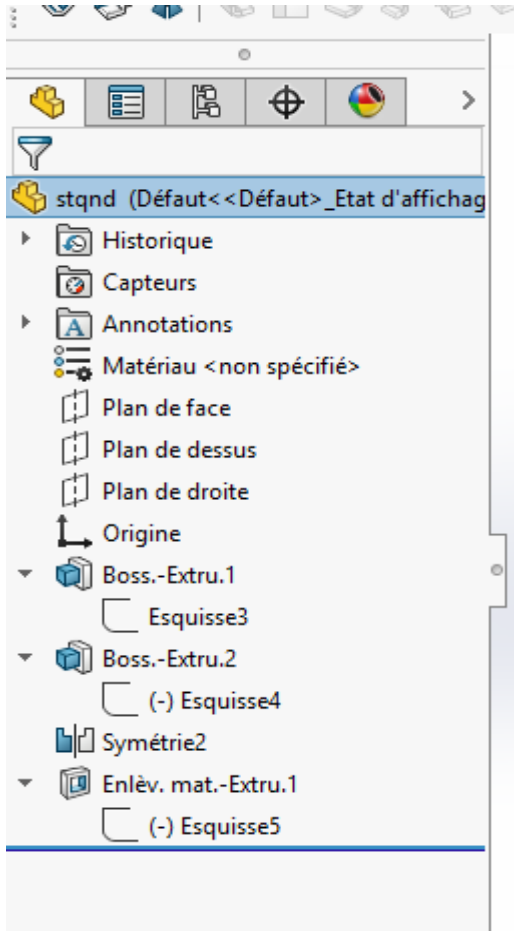 stqnd (Défaut<<Défaut>_Etat d'affichag
Historique
Capteurs
Annotations
Matériau <non spécifié>
Plan de face
Plan de dessus
Plan de droite
Origine
Boss.-Extru.1
Esquisse3
Boss.-Extru.2
(-) Esquisse4
Symétrie2
Enlèv. mat.-Extru.1
(-) Esquisse5